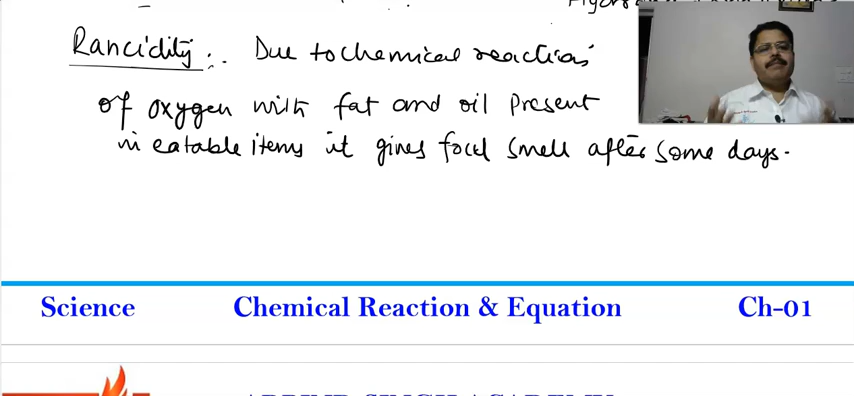 Rancidity :- Due to chemical reactions
of oxygen with fat and oil present
in eatable items it gives foul smell after some days.
Science Chemical Reaction & Equation Ch-01